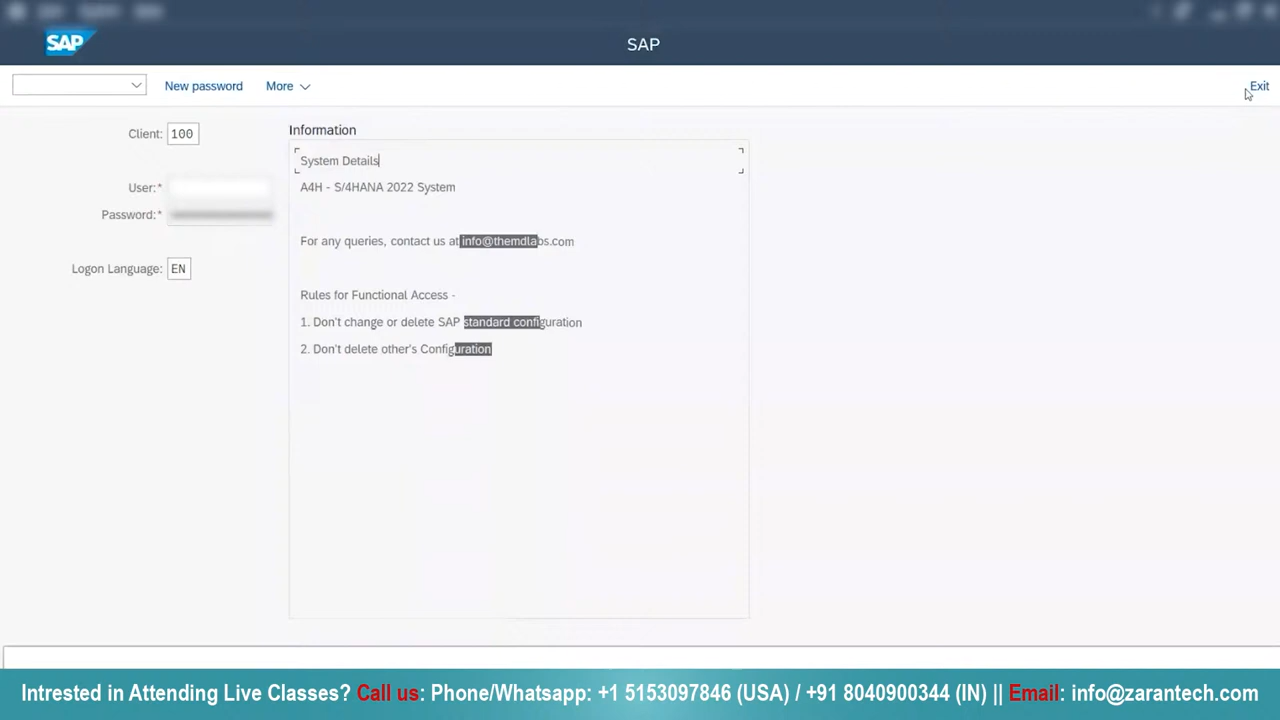 SAP
SAP
New password
More
Exit
Client: 100
Information
System Details
A4H - S/4HANA 2022 System
User:*
Password:*
For any queries, contact us at info@themdlabs.com
Logon Language: EN
Rules for Functional Access -
1. Don't change or delete SAP standard configuration
2. Don't delete other's Configuration
Intrested in Attending Live Classes? Call us: Phone/Whatsapp: +1 5153097846 (USA) / +91 8040900344 (IN) || Email: info@zarantech.com